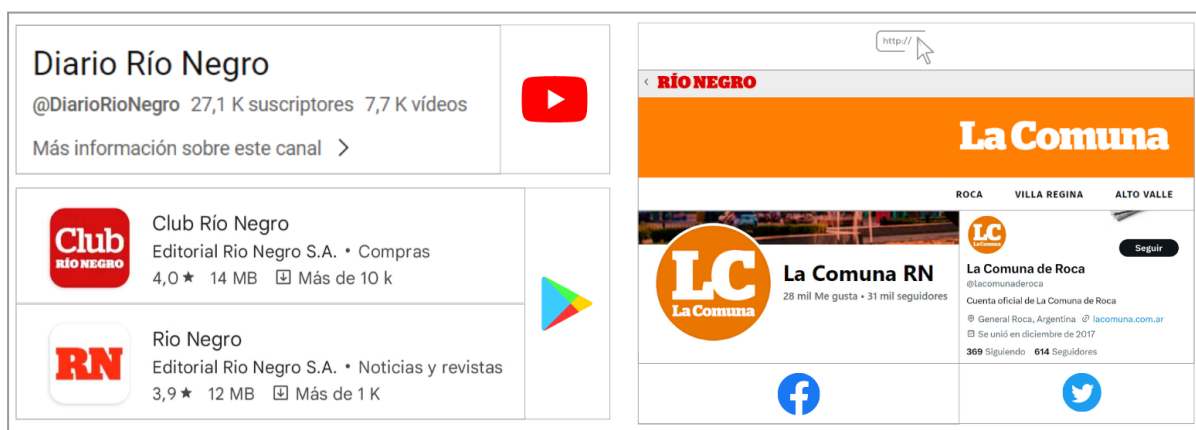 Diario Río Negro
@DiarioRioNegro 27,1 K suscriptores 7,7 K vídeos
Más información sobre este canal >
Club
RÍO NEGRO
Club Río Negro
Editorial Rio Negro S.A. • Compras
4,0★ 14 MB Más de 10 k
RN
Rio Negro
Editorial Rio Negro S.A. • Noticias y revistas
3,9★ 12 MB Más de 1 K
http://
‹ RÍO NEGRO
La Comuna
ROCA VILLA REGINA ALTO VALLE
LC
La Comuna
La Comuna RN
28 mil Me gusta • 31 mil seguidores
LC
La Comuna
Seguir
La Comuna de Roca
@lacomunaderoca
Cuenta oficial de La Comuna de Roca
General Roca, Argentina lacomuna.com.ar
Se unió en diciembre de 2017
369 Siguiendo 614 Seguidores